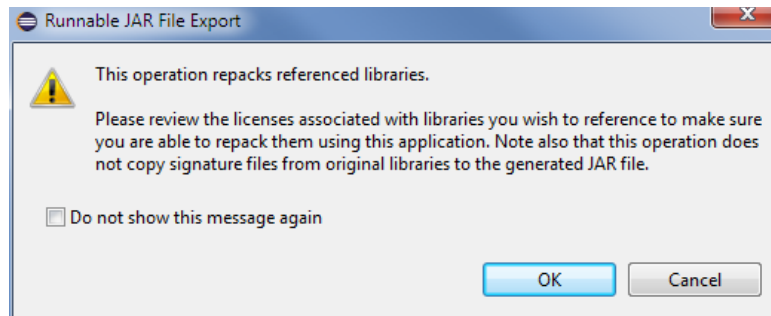 Runnable JAR File Export
This operation repacks referenced libraries.
Please review the licenses associated with libraries you wish to reference to make sure
you are able to repack them using this application. Note also that this operation does
not copy signature files from original libraries to the generated JAR file.
Do not show this message again
OK
Cancel